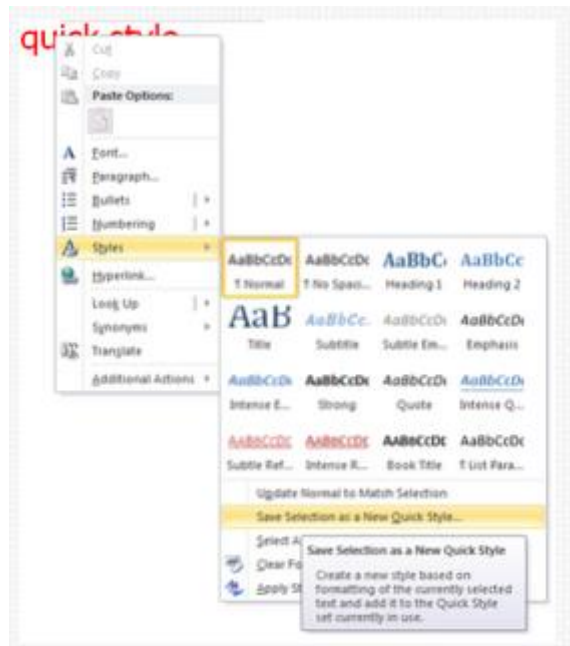 quick style
Cut
Copy
Paste Options:
Font...
Paragraph...
Bullets
Numbering
Styles
Hyperlink...
Look Up
Synonyms
Translate
Additional Actions
AaBbCcDc AaBbCcDc AaBbC AaBbCc
¶ Normal ¶ No Spaci... Heading 1 Heading 2
AaB AaBbCc. AaBbCcDc AaBbCcDc
Title Subtitle Subtle Em... Emphasis
AaBbCcDc AaBbCcDc AaBbCcDc AaBbCcDc
Intense E... Strong Quote Intense Q...
AABBCCDC AABBCCDC AABBCCDC AaBbCcDc
Subtle Ref... Intense R... Book Title ¶ List Para...
Update Normal to Match Selection
Save Selection as a New Quick Style...
Select A
Clear Fo
Apply St
Save Selection as a New Quick Style
Create a new style based on
formatting of the currently selected
text and add it to the Quick Style
set currently in use.